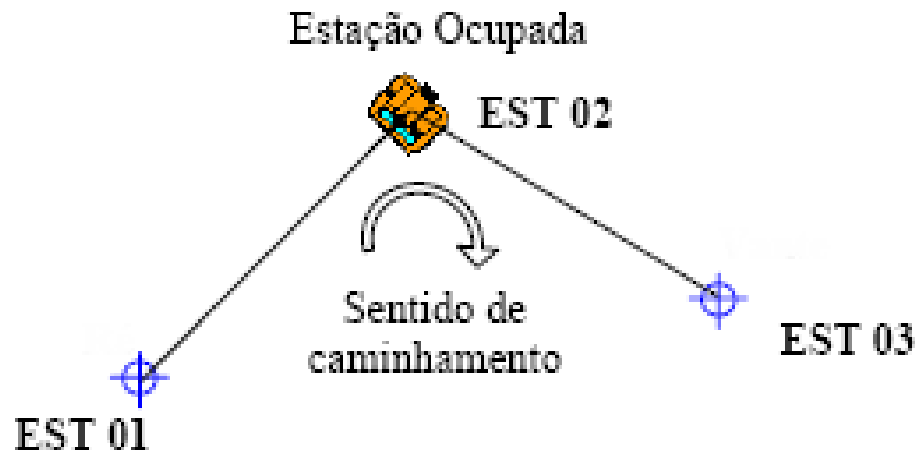 Estação Ocupada
EST 02
Sentido de
caminhamento
EST 03
EST 01